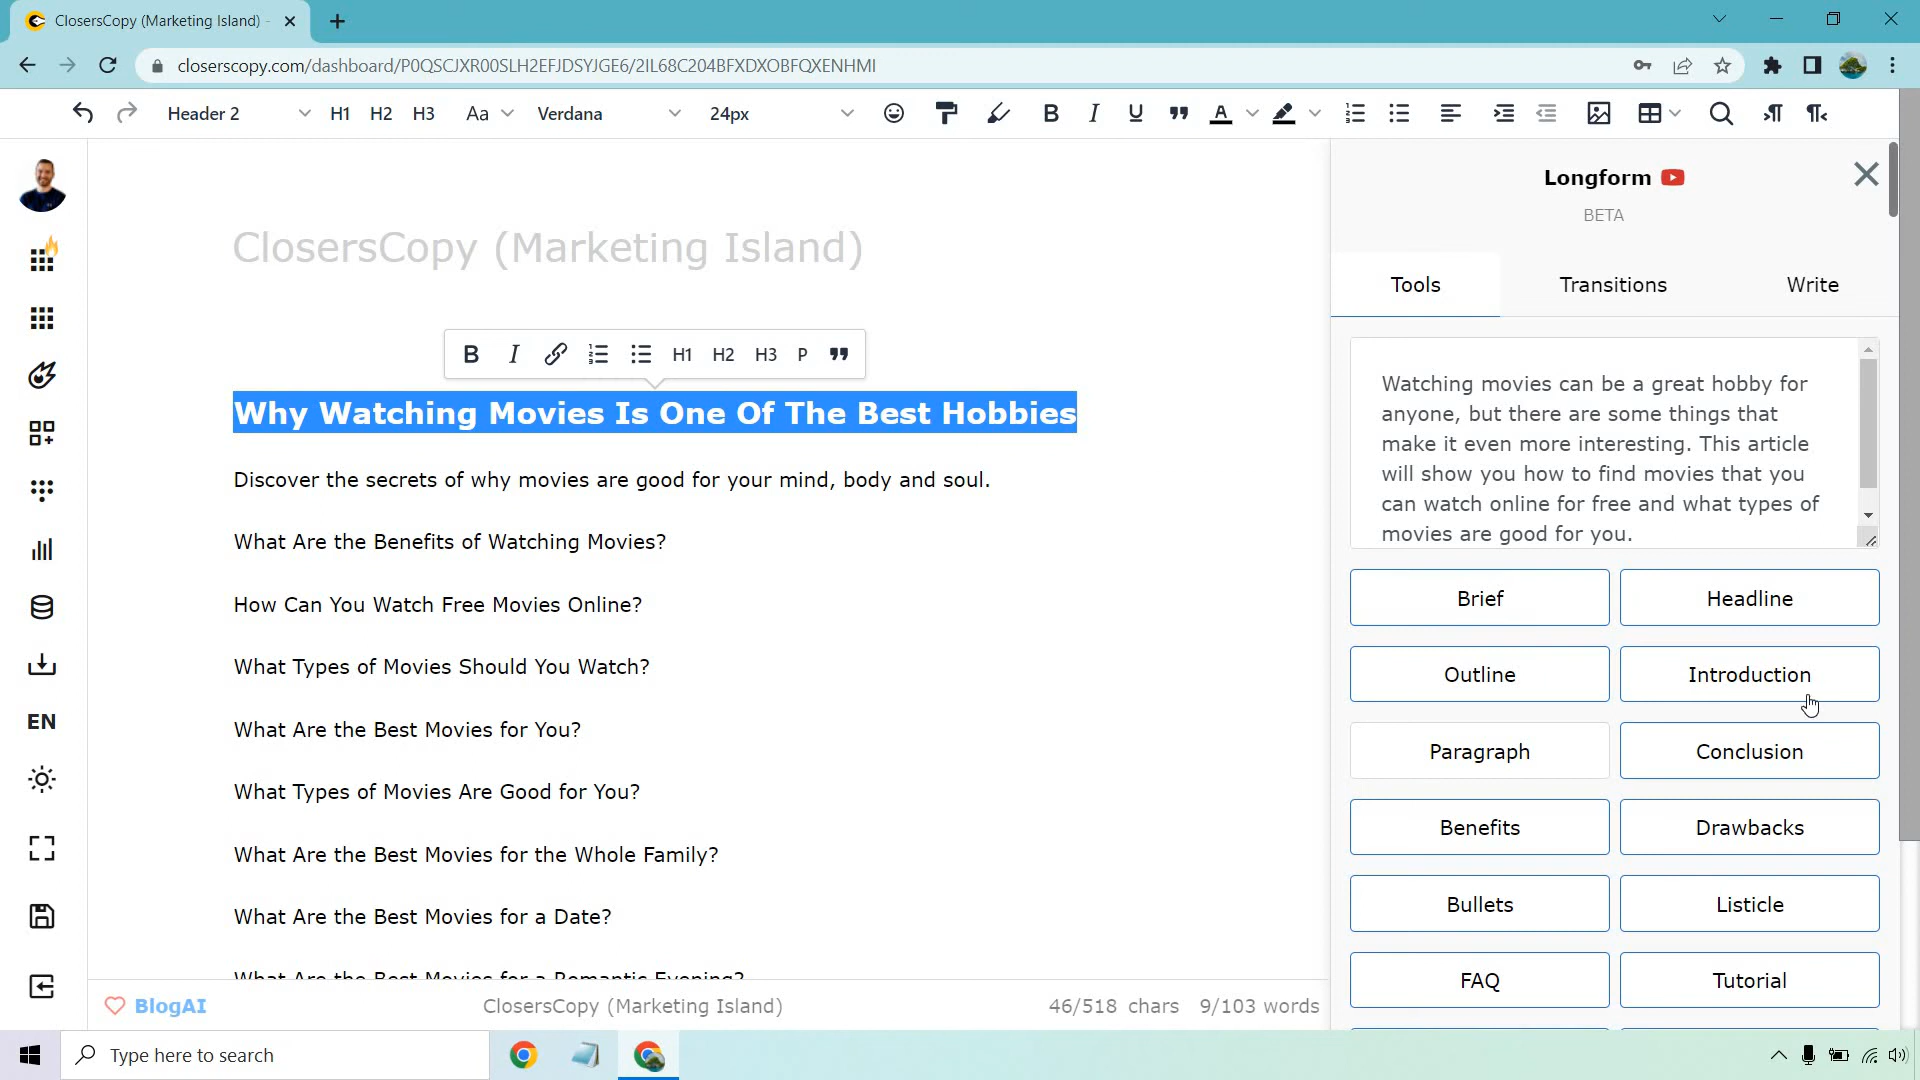 ClosersCopy (Marketing Island) -
closerscopy.com/dashboard/P0QSCJXR00SLH2EFJDSYJGE6/2IL68C204BFXDXOBFQXENHMI
Header 2 H1 H2 H3 Aa Verdana 24px B I U A
Longform
BETA
Tools Transitions Write
ClosersCopy (Marketing Island)
B I H1 H2 H3 P
Why Watching Movies Is One Of The Best Hobbies
Discover the secrets of why movies are good for your mind, body and soul.
What Are the Benefits of Watching Movies?
How Can You Watch Free Movies Online?
What Types of Movies Should You Watch?
What Are the Best Movies for You?
What Types of Movies Are Good for You?
What Are the Best Movies for the Whole Family?
What Are the Best Movies for a Date?
What Are the Best Movies for a Romantic Evening?
Watching movies can be a great hobby for
anyone, but there are some things that
make it even more interesting. This article
will show you how to find movies that you
can watch online for free and what types of
movies are good for you.
Brief Headline
Outline Introduction
Paragraph Conclusion
Benefits Drawbacks
Bullets Listicle
FAQ Tutorial
EN
BlogAI ClosersCopy (Marketing Island) 46/518 chars 9/103 words
Type here to search